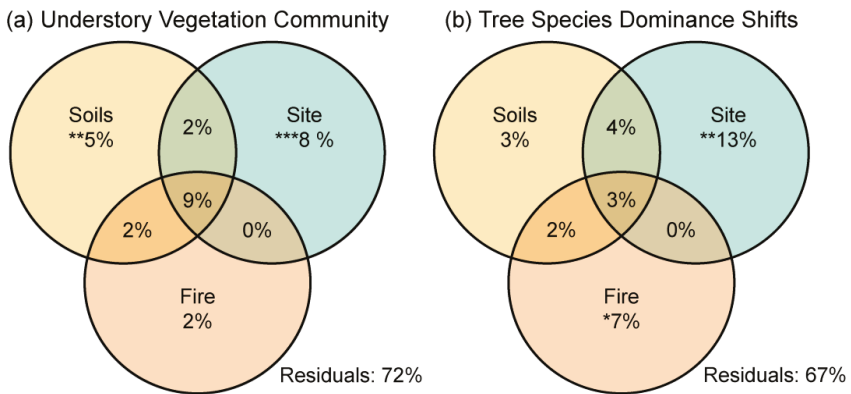 (a) Understory Vegetation Community
Soils
**5%
2%
Site
***8 %
9%
2%
0%
Fire
2%
Residuals: 72%
(b) Tree Species Dominance Shifts
Soils
3%
4%
Site
**13%
3%
2%
0%
Fire
*7%
Residuals: 67%